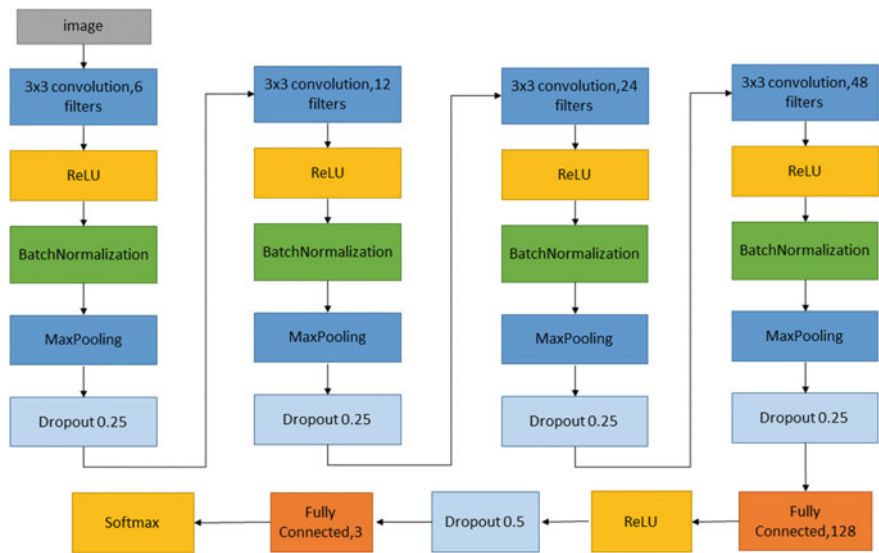 image
3x3 convolution,6
filters
ReLU
BatchNormalization
MaxPooling
Dropout 0.25
3x3 convolution,12
filters
ReLU
BatchNormalization
MaxPooling
Dropout 0.25
3x3 convolution,24
filters
ReLU
BatchNormalization
MaxPooling
Dropout 0.25
3x3 convolution,48
filters
ReLU
BatchNormalization
MaxPooling
Dropout 0.25
Fully
Connected,128
ReLU
Dropout 0.5
Fully
Connected,3
Softmax